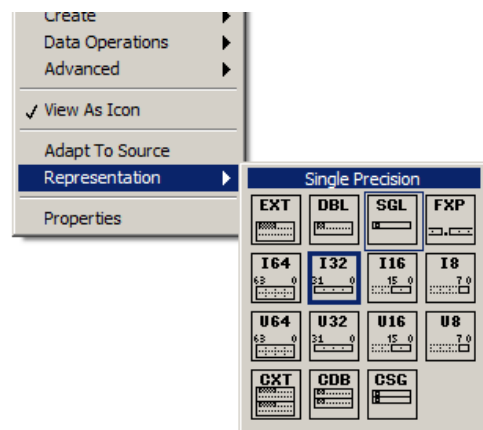 Create
Data Operations
Advanced
View As Icon
Adapt To Source
Representation
Properties
Single Precision
EXT DBL SGL FXP
I64 I32 I16 I8
63 0 31 0 15 0 7 0
U64 U32 U16 U8
63 0 31 0 15 0 7 0
CXT CDB CSG